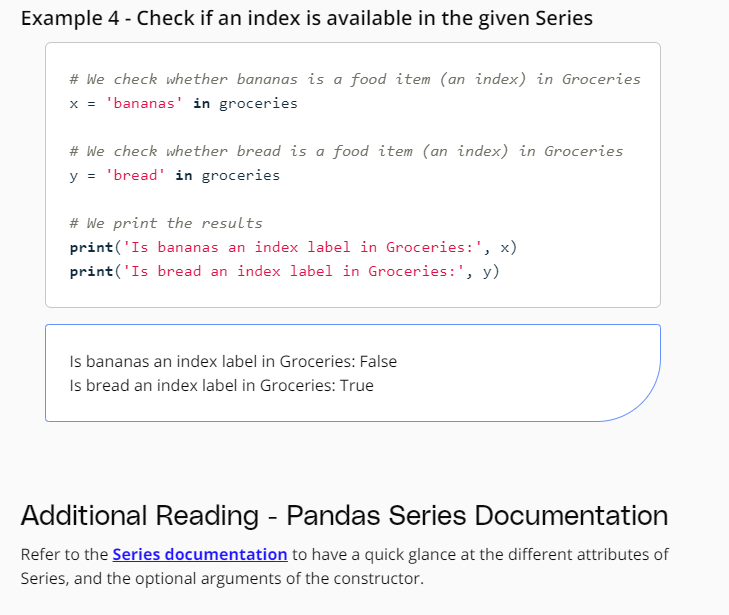 Example 4 - Check if an index is available in the given Series
# We check whether bananas is a food item (an index) in Groceries
x = 'bananas' in groceries
# We check whether bread is a food item (an index) in Groceries
y = 'bread' in groceries
# We print the results
print('Is bananas an index label in Groceries:', x)
print('Is bread an index label in Groceries:', y)
Is bananas an index label in Groceries: False
Is bread an index label in Groceries: True
Additional Reading - Pandas Series Documentation
Refer to the Series documentation to have a quick glance at the different attributes of
Series, and the optional arguments of the constructor.